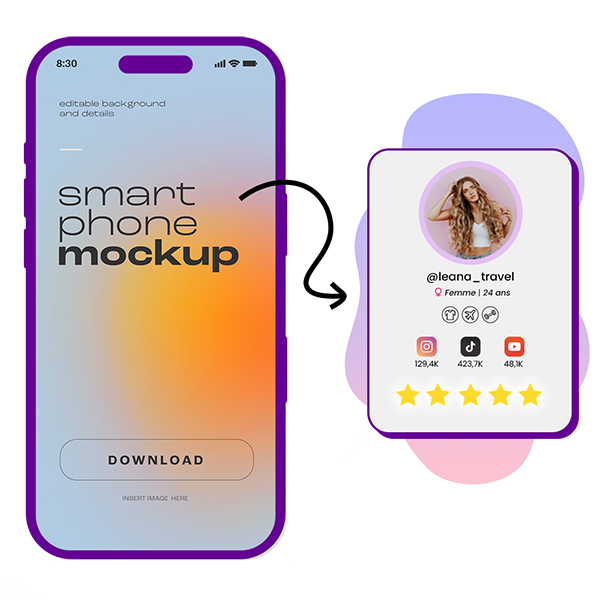 8:30
editable background
and details
smart
phone
mockup
DOWNLOAD
INSERT IMAGE HERE
@leana_travel
Femme | 24 ans
129,4K 423,7K 48,1K